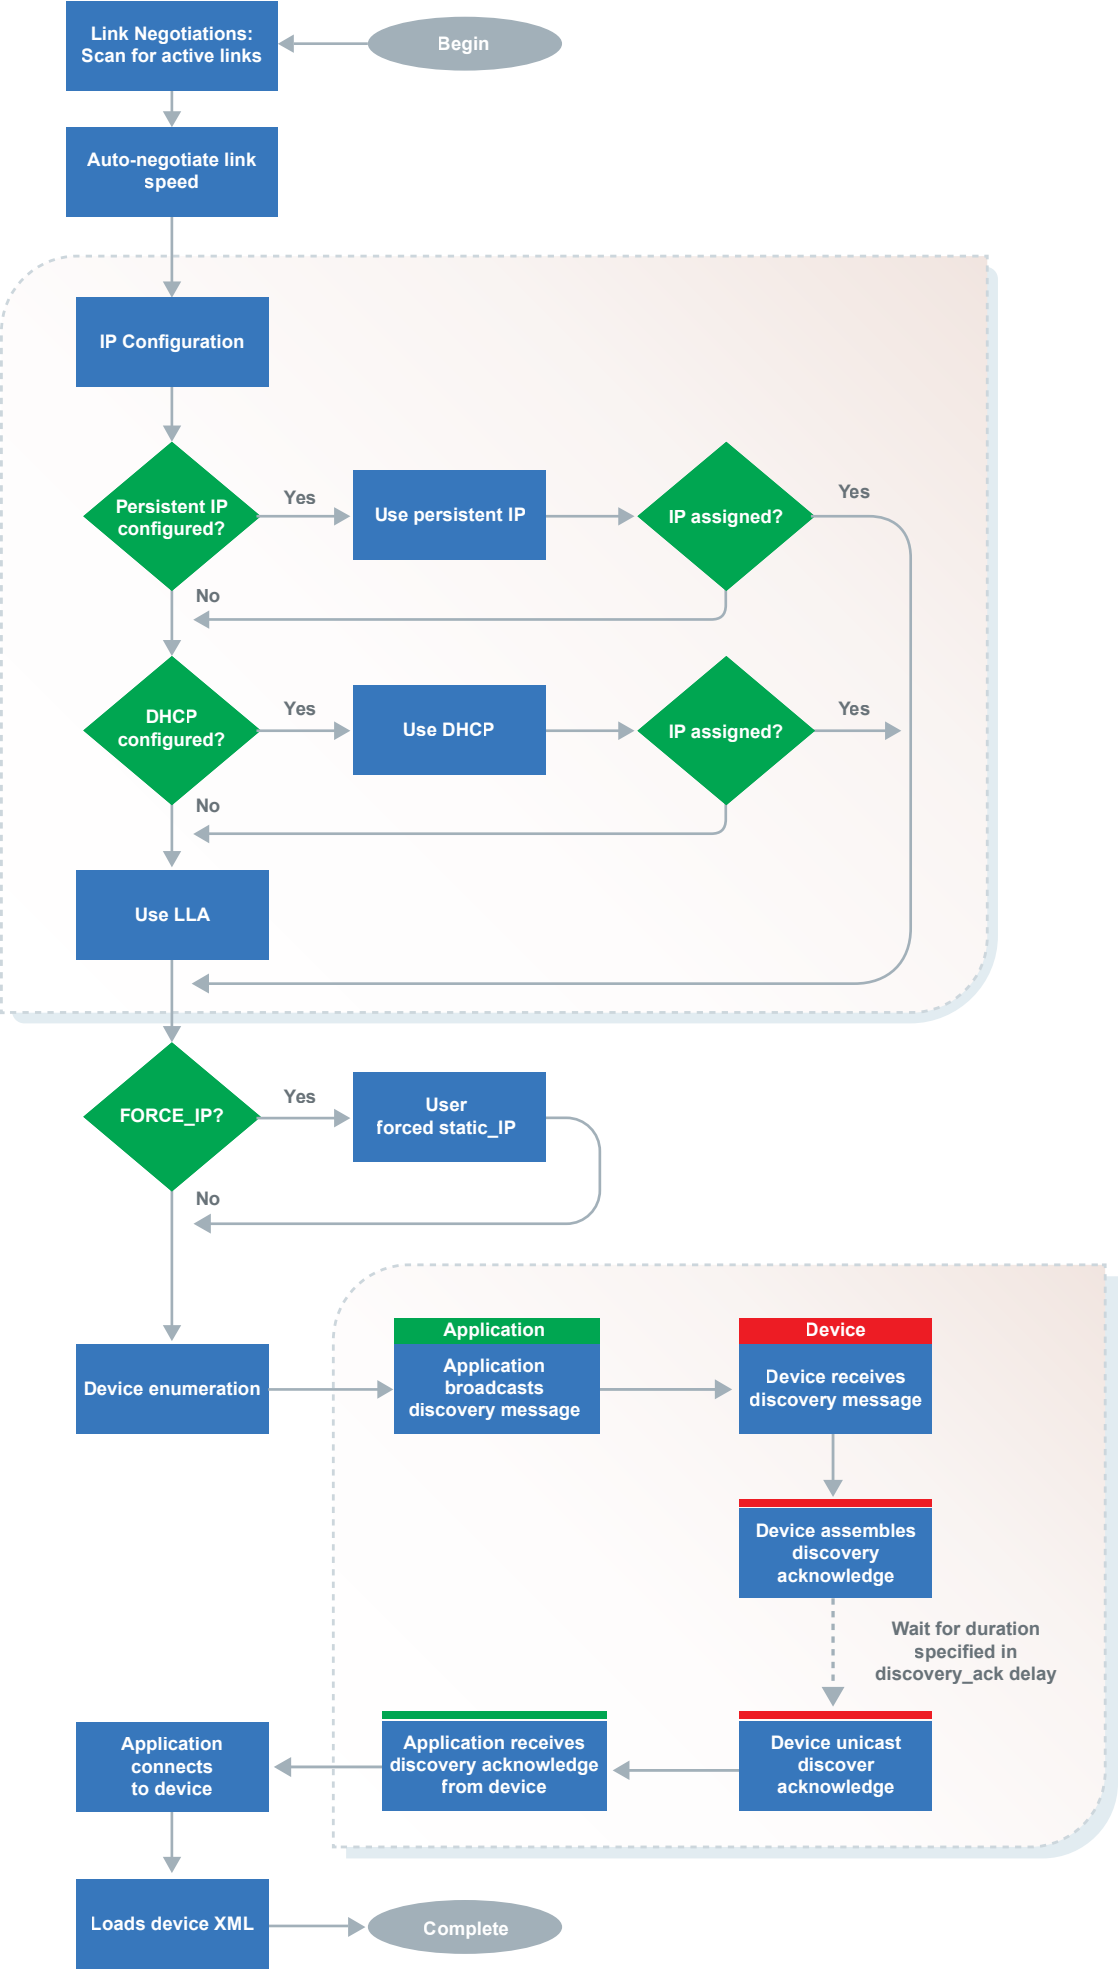 Link Negotiations:
Scan for active links
Begin
Auto-negotiate link
speed
IP Configuration
Persistent IP
configured?
Yes
Use persistent IP
IP assigned?
Yes
No
DHCP
configured?
Yes
Use DHCP
IP assigned?
Yes
No
Use LLA
FORCE_IP?
Yes
User
forced static_IP
No
Device enumeration
Application
Application
broadcasts
discovery message
Device
Device receives
discovery message
Device assembles
discovery
acknowledge
Wait for duration
specified in
discovery_ack delay
Device unicast
discover
acknowledge
Application receives
discovery acknowledge
from device
Application
connects
to device
Loads device XML
Complete